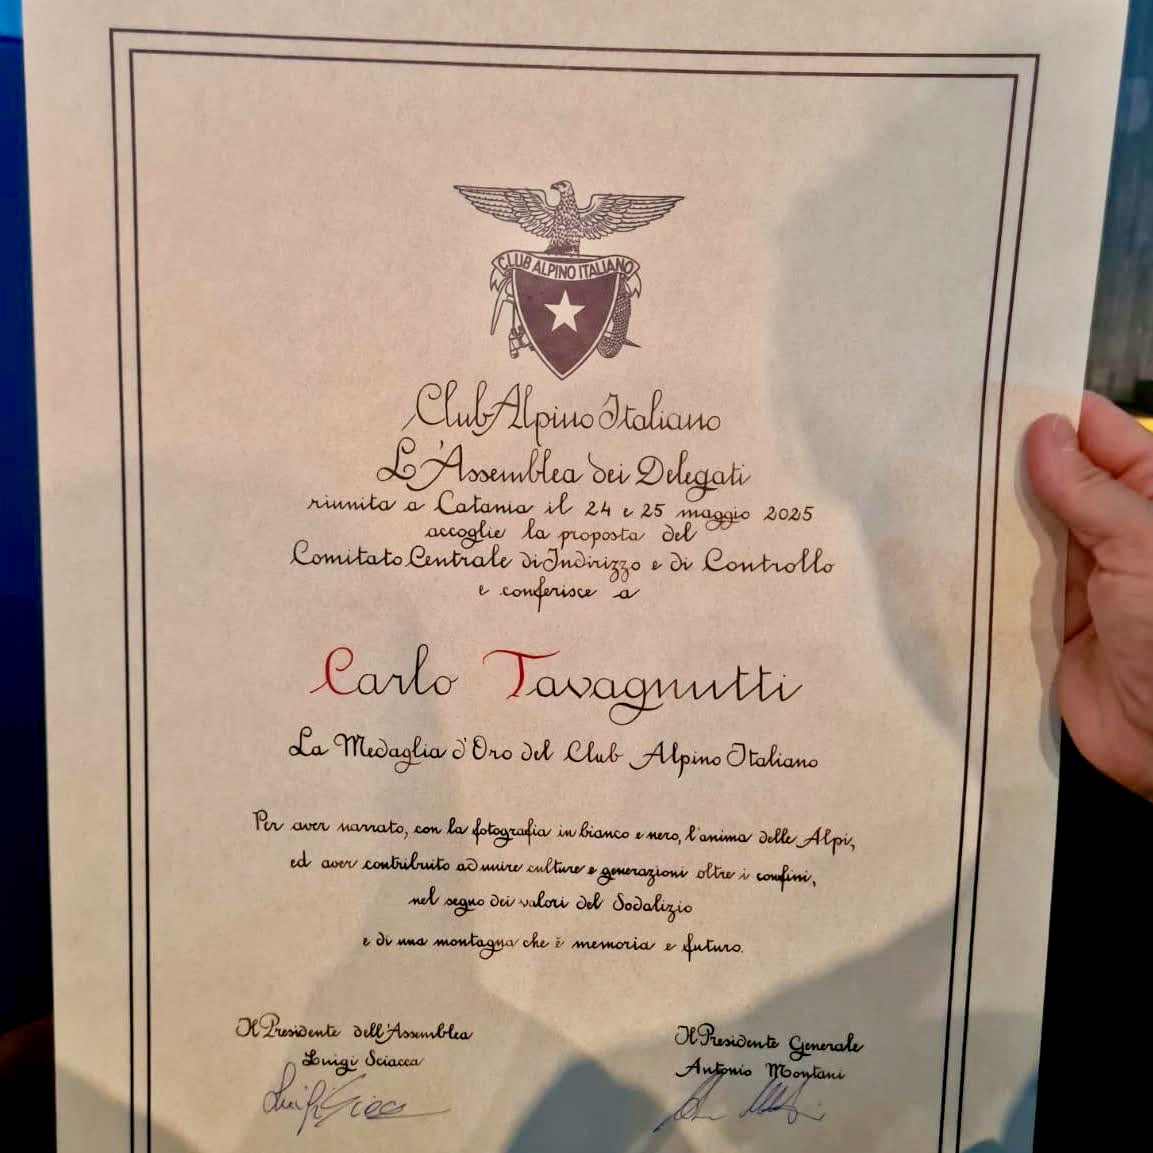 CLUB ALPINO ITALIANO
Club Alpino Italiano
L'Assemblea dei Delegati
riunita a Catania il 24 e 25 maggio 2025
accoglie la proposta del
Comitato Centrale di Indirizzo e di Controllo
e conferisce a
Carlo Tavagnutti
La Medaglia d'Oro del Club Alpino Italiano
Per aver narrato, con la fotografia in bianco e nero, l'anima delle Alpi,
ed aver contribuito ad unire culture e generazioni oltre i confini,
nel segno dei valori del Sodalizio
e di una montagna che è memoria e futuro.
Il Presidente dell'Assemblea
Luigi Sciacca
Il Presidente Generale
Antonio Montani